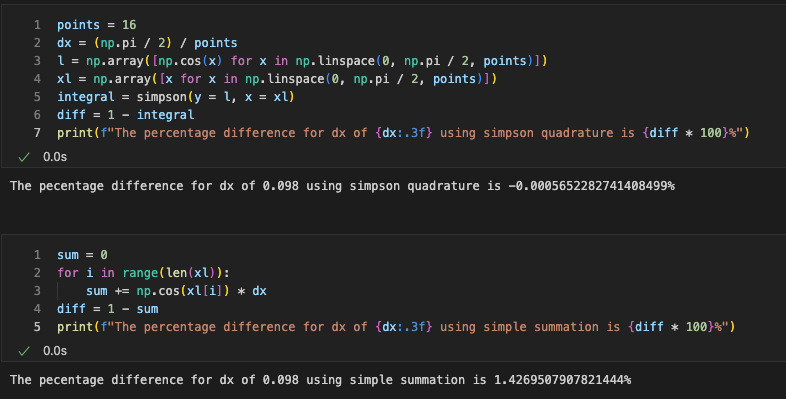 1 points = 16
2 dx = (np.pi / 2) / points
3 l = np.array([np.cos(x) for x in np.linspace(0, np.pi / 2, points)])
4 xl = np.array([x for x in np.linspace(0, np.pi / 2, points)])
5 integral = simpson(y = l, x = xl)
6 diff = 1 - integral
7 print(f"The percentage difference for dx of {dx:.3f} using simpson quadrature is {diff * 100}%")
0.0s
The pecentage difference for dx of 0.098 using simpson quadrature is -0.0005652282741408499%
1 sum = 0
2 for i in range(len(xl)):
3 sum += np.cos(xl[i]) * dx
4 diff = 1 - sum
5 print(f"The percentage difference for dx of {dx:.3f} using simple summation is {diff * 100}%")
0.0s
The pecentage difference for dx of 0.098 using simple summation is 1.4269507907821444%